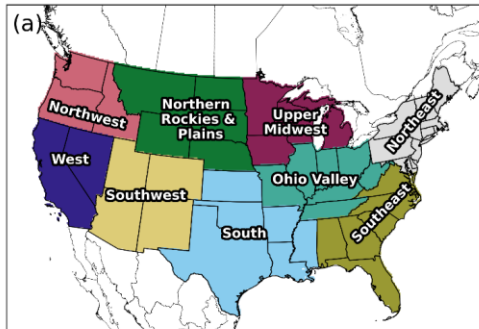 (a)
Northwest
Northern
Rockies &
Plains
Upper
Midwest
Northeast
West
Southwest
Ohio Valley
South
Southeast